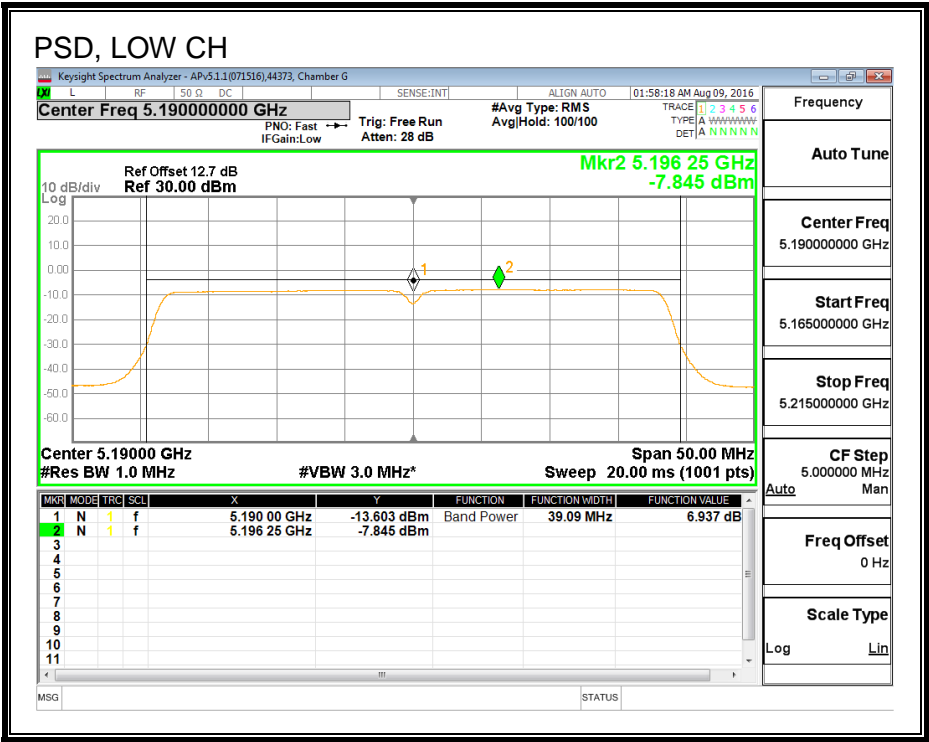 PSD, LOW CH
Keysight Spectrum Analyzer - APv5.1.1(071516),44373, Chamber G
LXI L RF 50 Ω DC SENSE:INT ALIGN AUTO 01:58:18 AM Aug 09, 2016
Center Freq 5.190000000 GHz
PNO: Fast
IFGain:Low
Trig: Free Run
Atten: 28 dB
#Avg Type: RMS
Avg|Hold: 100/100
TRACE 1 2 3 4 5 6
TYPE A WWWWW
DET A N N N N N
Mkr2 5.196 25 GHz
-7.845 dBm
Ref Offset 12.7 dB
10 dB/div Ref 30.00 dBm
Log
20.0
10.0
0.00
-10.0
-20.0
-30.0
-40.0
-50.0
-60.0
1
2
Center 5.19000 GHz Span 50.00 MHz
#Res BW 1.0 MHz #VBW 3.0 MHz* Sweep 20.00 ms (1001 pts)
MKR MODE TRC SCL X Y FUNCTION FUNCTION WIDTH FUNCTION VALUE
1 N 1 f 5.190 00 GHz -13.603 dBm Band Power 39.09 MHz 6.937 dB
2 N 1 f 5.196 25 GHz -7.845 dBm
3
4
5
6
7
8
9
10
11
MSG STATUS
Frequency
Auto Tune
Center Freq
5.190000000 GHz
Start Freq
5.165000000 GHz
Stop Freq
5.215000000 GHz
CF Step
5.000000 MHz
Auto Man
Freq Offset
0 Hz
Scale Type
Log Lin